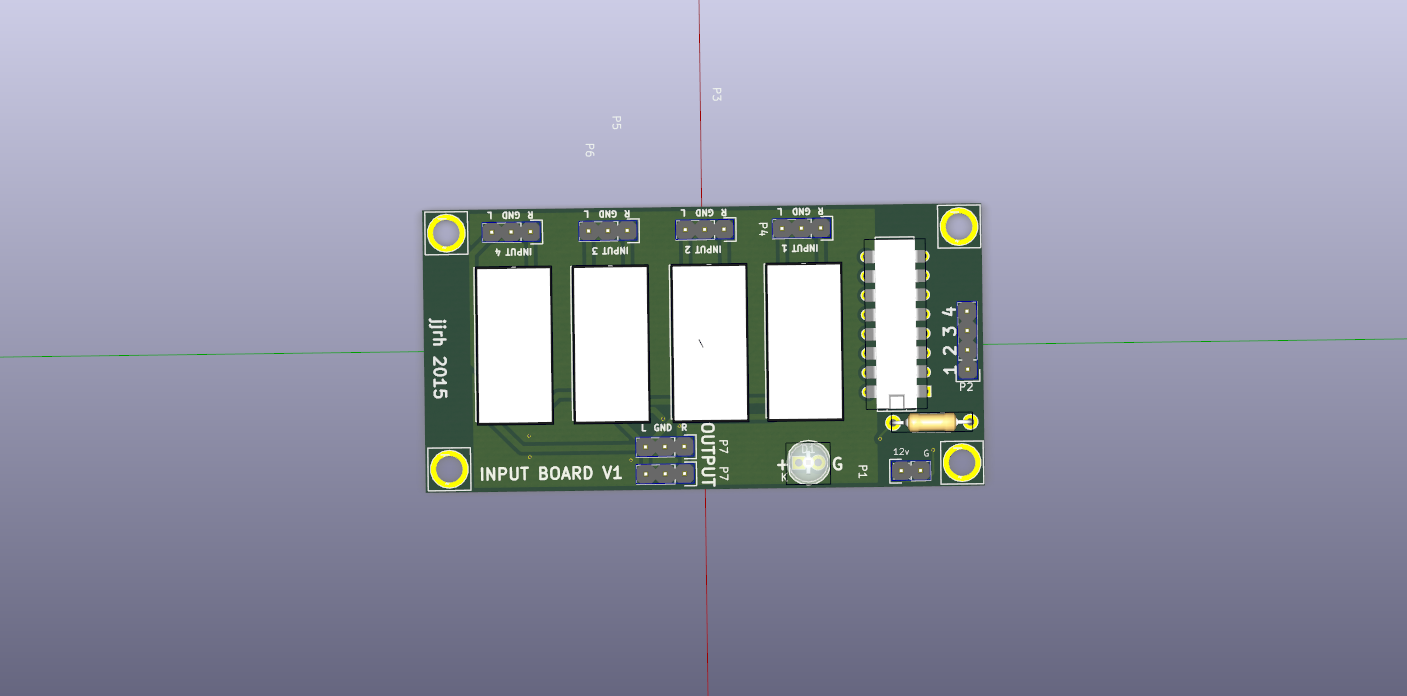 P3
P5
P6
L GND R
L GND R
L GND R
L GND R
P4
INPUT 4
INPUT 3
INPUT 2
INPUT 1
jjrh 2015
4
3
2
1
P2
L GND R
OUTPUT
P7
P7
INPUT BOARD V1
+
K
G
P1
12v
G